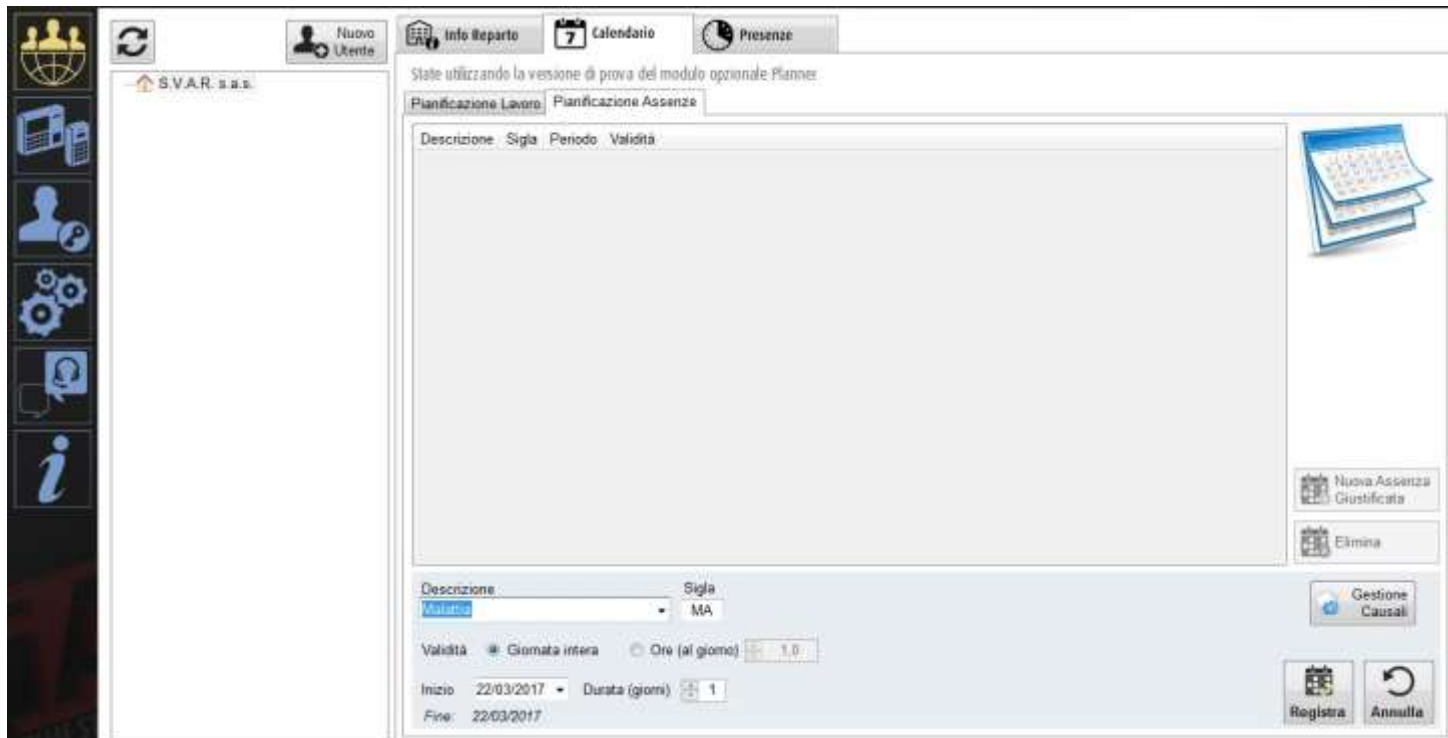 Nuovo
Utente
S.V.A.R. s.a.s.
Info Reparto
7
Calendario
Presenze
State utilizzando la versione di prova del modulo opzionale Planner
Pianificazione Lavoro
Pianificazione Assenze
Descrizione Sigla Periodo Validità
Nuova Assenza
Giustificata
Elimina
Descrizione Sigla
Malattia MA
Gestione
Causali
Validità Giornata intera Ore (al giorno) 1,0
Inizio 22/03/2017 Durata (giorni) 1
Fine: 22/03/2017
Registra
Annulla